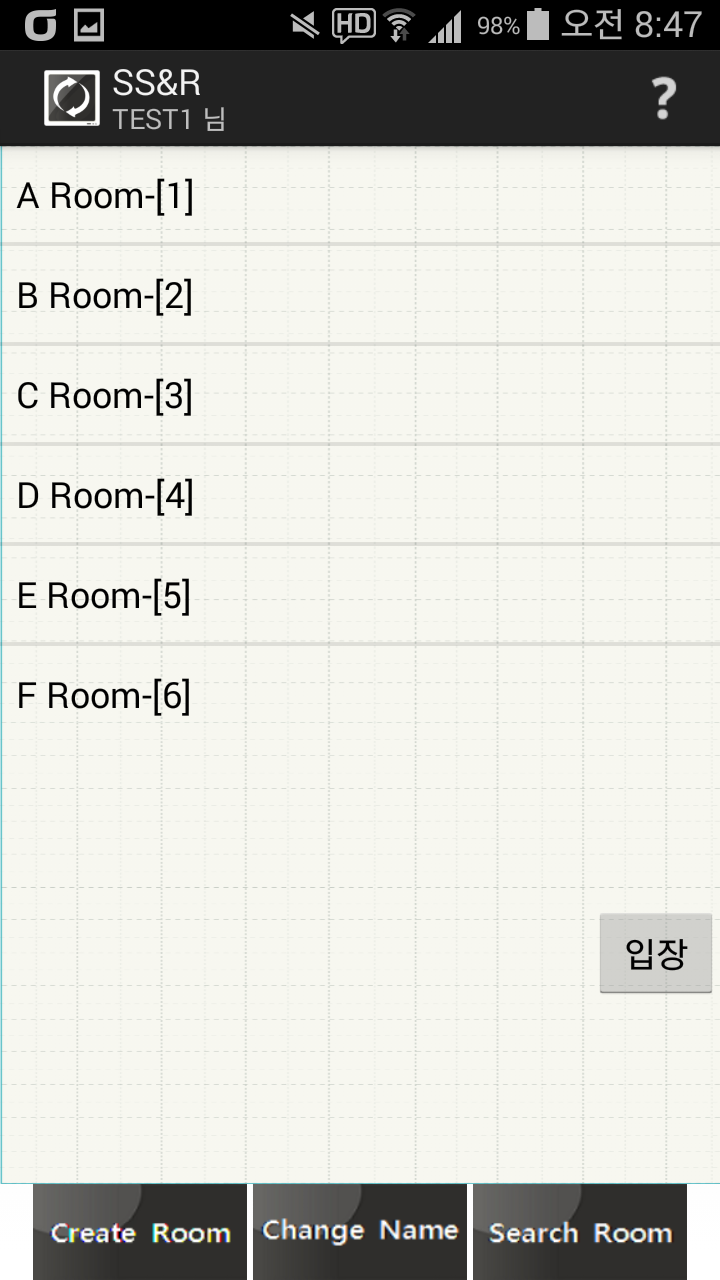 HD 98% 오전 8:47
SS&R
TEST1 님
?
A Room-[1]
B Room-[2]
C Room-[3]
D Room-[4]
E Room-[5]
F Room-[6]
입장
Create Room Change Name Search Room